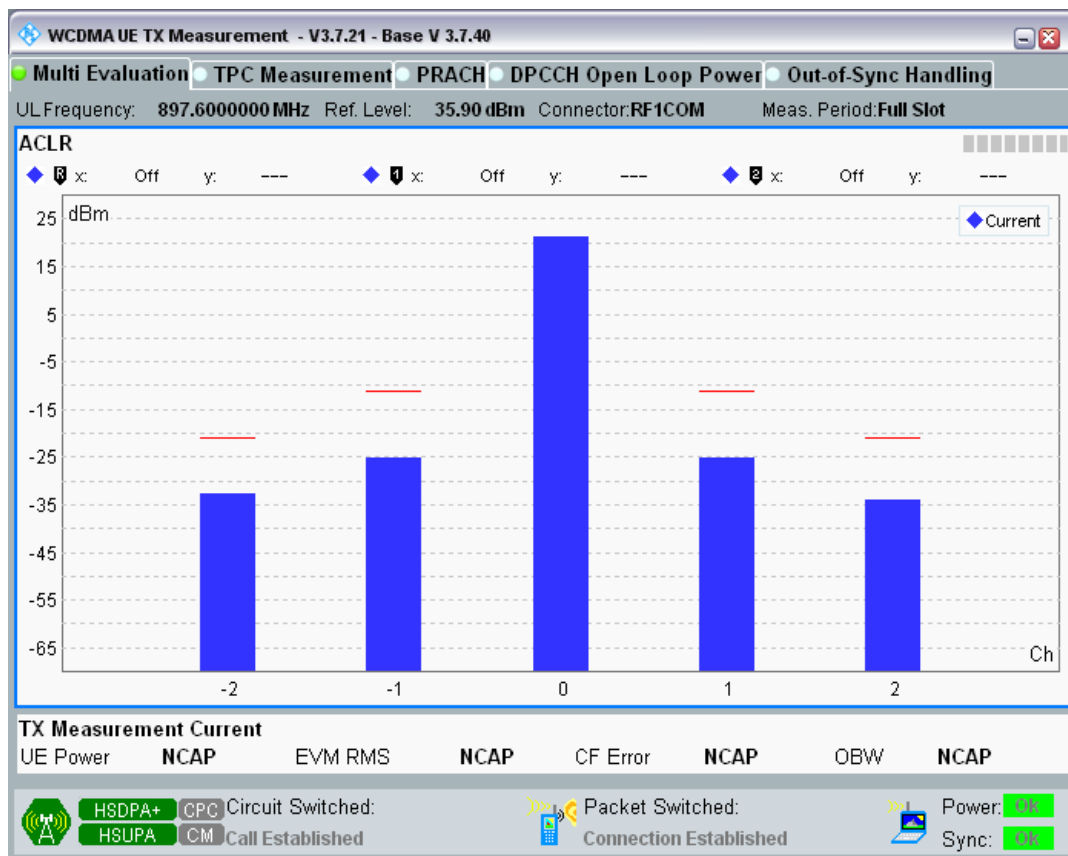 WCDMA UE TX Measurement - V3.7.21 - Base V 3.7.40
Multi Evaluation TPC Measurement PRACH DPCCH Open Loop Power Out-of-Sync Handling
UL Frequency: 897.6000000 MHz Ref. Level: 35.90 dBm Connector:RF1COM Meas. Period:Full Slot
ACLR
R x: Off y: --- 1 x: Off y: --- 2 x: Off y: ---
dBm
Current
25
15
5
-5
-15
-25
-35
-45
-55
-65
Ch
-2 -1 0 1 2
TX Measurement Current
UE Power NCAP EVM RMS NCAP CF Error NCAP OBW NCAP
HSDPA+ CPC Circuit Switched: Packet Switched: Power: OK
HSUPA CM Call Established Connection Established Sync: OK